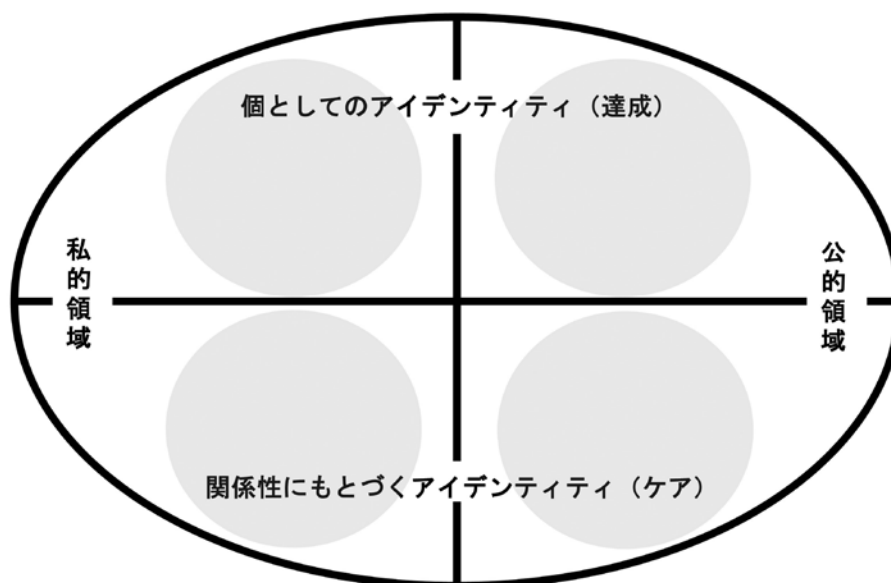 個としてのアイデンティティ（達成）
私的領域
公的領域
関係性にもとづくアイデンティティ（ケア）